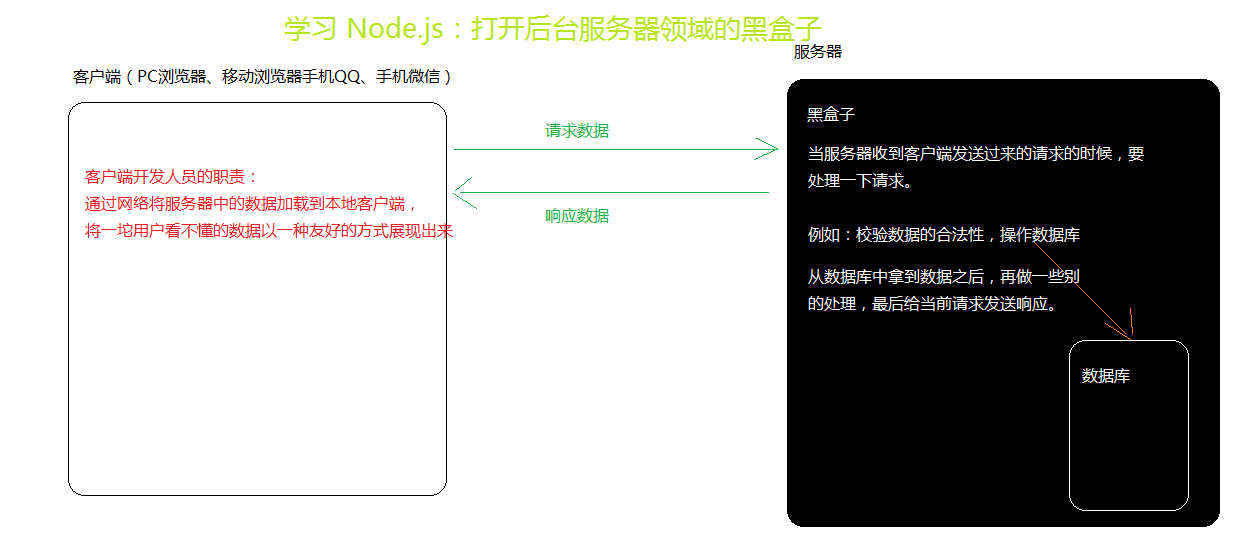 学习 Node.js：打开后台服务器领域的黑盒子
服务器
客户端（PC浏览器、移动浏览器手机QQ、手机微信）
客户端开发人员的职责：
通过网络将服务器中的数据加载到本地客户端，
将一坨用户看不懂的数据以一种友好的方式展现出来
请求数据
响应数据
黑盒子
当服务器收到客户端发送过来的请求的时候，要
处理一下请求。
例如：校验数据的合法性，操作数据库
从数据库中拿到数据之后，再做一些别
的处理，最后给当前请求发送响应。
数据库